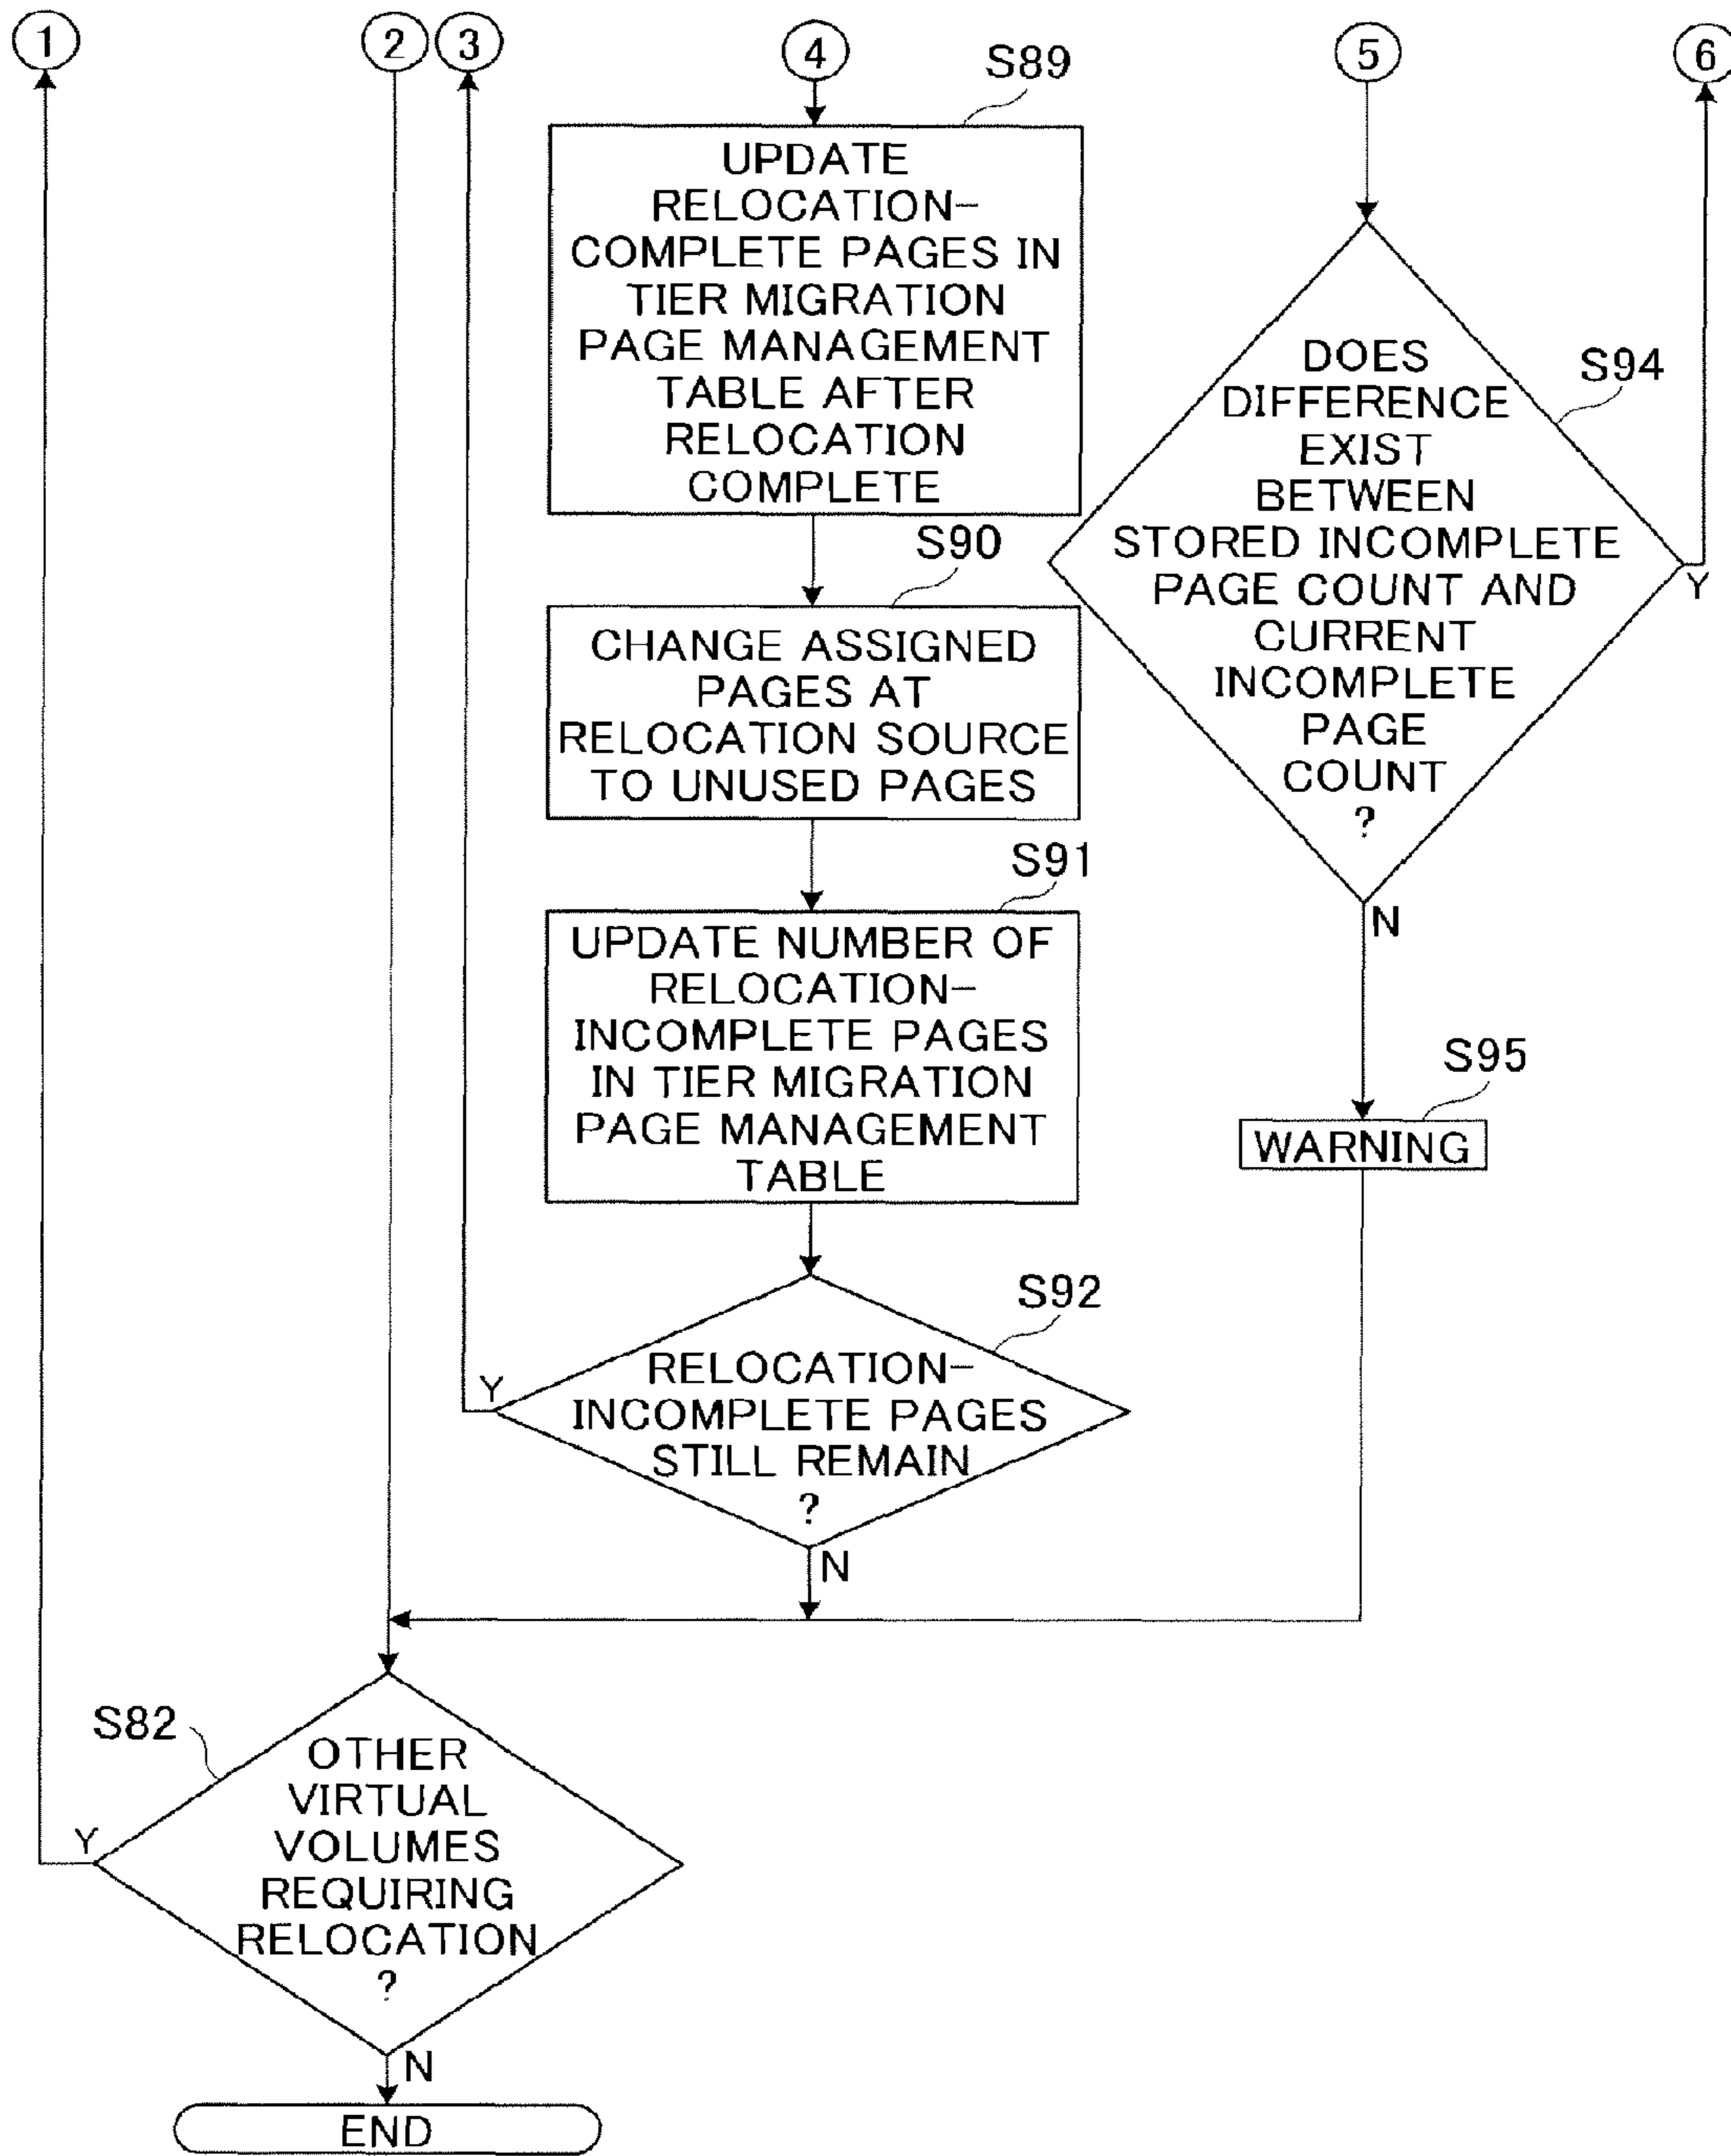 1
2
3
4
5
6
S89
UPDATE
RELOCATION-
COMPLETE PAGES IN
TIER MIGRATION
PAGE MANAGEMENT
TABLE AFTER
RELOCATION
COMPLETE
S90
CHANGE ASSIGNED
PAGES AT
RELOCATION SOURCE
TO UNUSED PAGES
S91
UPDATE NUMBER OF
RELOCATION-
INCOMPLETE PAGES
IN TIER MIGRATION
PAGE MANAGEMENT
TABLE
S92
RELOCATION-
INCOMPLETE PAGES
STILL REMAIN
?
Y
N
S94
DOES
DIFFERENCE
EXIST
BETWEEN
STORED INCOMPLETE
PAGE COUNT AND
CURRENT
INCOMPLETE
PAGE
COUNT
?
Y
N
S95
WARNING
S82
OTHER
VIRTUAL
VOLUMES
REQUIRING
RELOCATION
?
Y
N
END